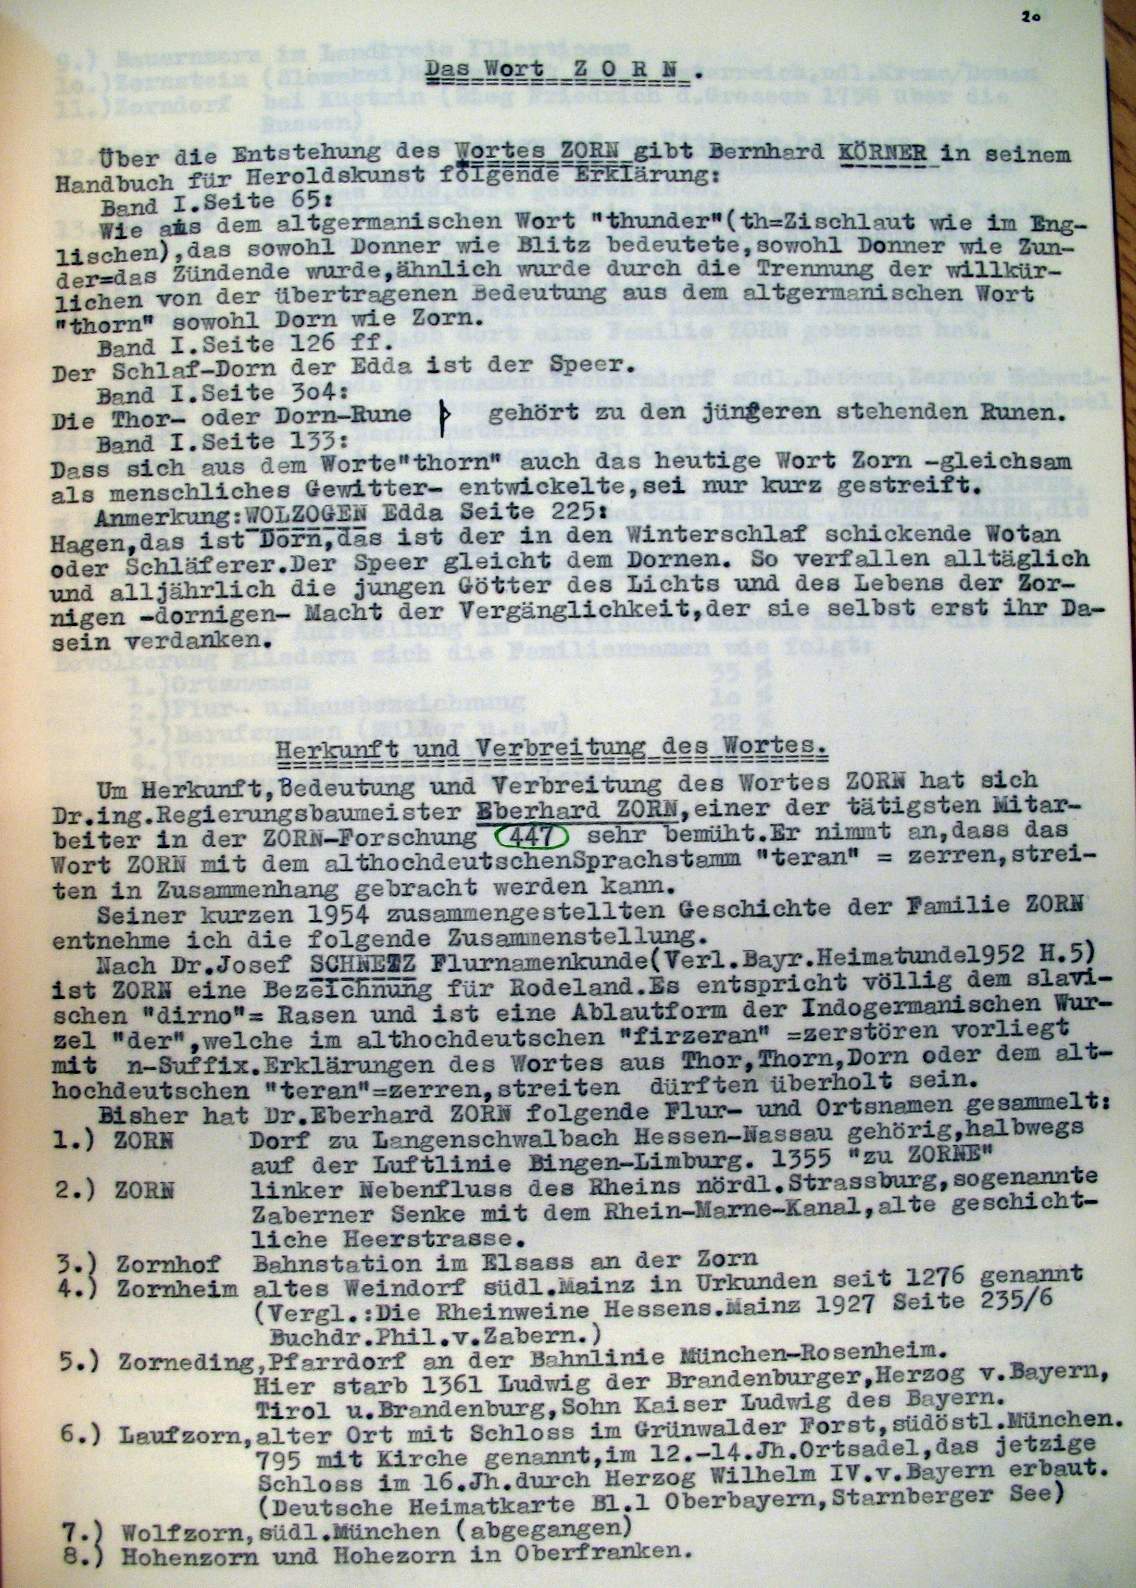 20
Das Wort Z O R N .
Über die Entstehung des Wortes ZORN gibt Bernhard KÖRNER in seinem
Handbuch für Heroldskunst folgende Erklärung:
Band I.Seite 65:
Wie aus dem altgermanischen Wort "thunder"(th=Zischlaut wie im Eng-
lischen),das sowohl Donner wie Blitz bedeutete,sowohl Donner wie Zun-
der=das Zündende wurde,ähnlich wurde durch die Trennung der willkür-
lichen von der übertragenen Bedeutung aus dem altgermanischen Wort
"thorn" sowohl Dorn wie Zorn.
Band I.Seite 126 ff.
Der Schlaf-Dorn der Edda ist der Speer.
Band I.Seite 3o4:
Die Thor- oder Dorn-Rune ᚦ gehört zu den jüngeren stehenden Runen.
Band I.Seite 133:
Dass sich aus dem Worte"thorn" auch das heutige Wort Zorn -gleichsam
als menschliches Gewitter- entwickelte,sei nur kurz gestreift.
Anmerkung:WOLZOGEN Edda Seite 225:
Hagen,das ist Dorn,das ist der in den Winterschlaf schickende Wotan
oder Schläferer.Der Speer gleicht dem Dornen. So verfallen alltäglich
und alljährlich die jungen Götter des Lichts und des Lebens der Zor-
nigen -dornigen- Macht der Vergänglichkeit,der sie selbst erst ihr Da-
sein verdanken.
Herkunft und Verbreitung des Wortes.
Um Herkunft,Bedeutung und Verbreitung des Wortes ZORN hat sich
Dr.ing.Regierungsbaumeister Eberhard ZORN,einer der tätigsten Mitar-
beiter in der ZORN-Forschung 447 sehr bemüht.Er nimmt an,dass das
Wort ZORN mit dem althochdeutschenSprachstamm "teran" = zerren,strei-
ten in Zusammenhang gebracht werden kann.
Seiner kurzen 1954 zusammengestellten Geschichte der Familie ZORN
entnehme ich die folgende Zusammenstellung.
Nach Dr.Josef SCHNETZ Flurnamenkunde(Verl.Bayr.Heimatunde1952 H.5)
ist ZORN eine Bezeichnung für Rodeland.Es entspricht völlig dem slavi-
schen "dirno"= Rasen und ist eine Ablautform der Indogermanischen Wur-
zel "der",welche im althochdeutschen "firzeran" =zerstören vorliegt
mit n-Suffix.Erklärungen des Wortes aus Thor,Thorn,Dorn oder dem alt-
hochdeutschen "teran"=zerren,streiten dürften überholt sein.
Bisher hat Dr.Eberhard ZORN folgende Flur- und Ortsnamen gesammelt:
1.) ZORN Dorf zu Langenschwalbach Hessen-Nassau gehörig,halbwegs
auf der Luftlinie Bingen-Limburg. 1355 "zu ZORNE"
2.) ZORN linker Nebenfluss des Rheins nördl.Strassburg,sogenannte
Zaberner Senke mit dem Rhein-Marne-Kanal,alte geschicht-
liche Heerstrasse.
3.) Zornhof Bahnstation im Elsass an der Zorn
4.) Zornheim altes Weindorf südl.Mainz in Urkunden seit 1276 genannt
(Vergl.:Die Rheinweine Hessens.Mainz 1927 Seite 235/6
Buchdr.Phil.v.Zabern.)
5.) Zorneding,Pfarrdorf an der Bahnlinie München-Rosenheim.
Hier starb 1361 Ludwig der Brandenburger,Herzog v.Bayern,
Tirol u.Brandenburg,Sohn Kaiser Ludwig des Bayern.
6.) Laufzorn,alter Ort mit Schloss im Grünwalder Forst,südöstl.München.
795 mit Kirche genannt,im 12.-14.Jh.Ortsadel,das jetzige
Schloss im 16.Jh.durch Herzog Wilhelm IV.v.Bayern erbaut.
(Deutsche Heimatkarte Bl.1 Oberbayern,Starnberger See)
7.) Wolfzorn,südl.München (abgegangen)
8.) Hohenzorn und Hohezorn in Oberfranken.